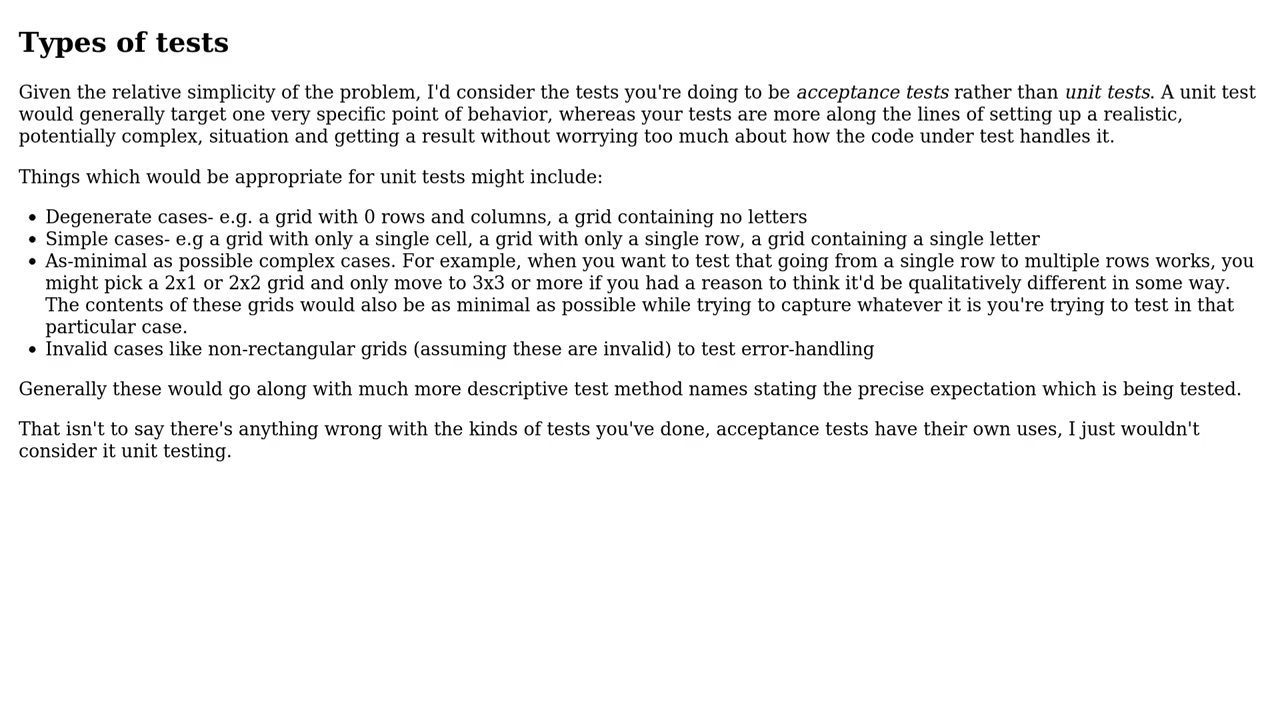 Types of tests
Given the relative simplicity of the problem, I'd consider the tests you're doing to be acceptance tests rather than unit tests. A unit test
would generally target one very specific point of behavior, whereas your tests are more along the lines of setting up a realistic,
potentially complex, situation and getting a result without worrying too much about how the code under test handles it.
Things which would be appropriate for unit tests might include:
• Degenerate cases- e.g. a grid with 0 rows and columns, a grid containing no letters
• Simple cases- e.g a grid with only a single cell, a grid with only a single row, a grid containing a single letter
• As-minimal as possible complex cases. For example, when you want to test that going from a single row to multiple rows works, you
might pick a 2x1 or 2x2 grid and only move to 3x3 or more if you had a reason to think it'd be qualitatively different in some way.
The contents of these grids would also be as minimal as possible while trying to capture whatever it is you're trying to test in that
particular case.
• Invalid cases like non-rectangular grids (assuming these are invalid) to test error-handling
Generally these would go along with much more descriptive test method names stating the precise expectation which is being tested.
That isn't to say there's anything wrong with the kinds of tests you've done, acceptance tests have their own uses, I just wouldn't
consider it unit testing.